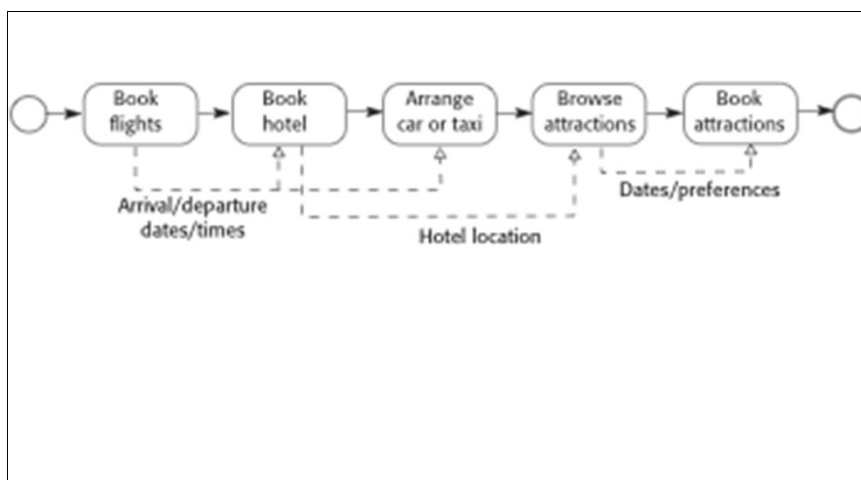 Book
flights
Book
hotel
Arrange
car or taxi
Browse
attractions
Book
attractions
Arrival/departure
dates/times
Hotel location
Dates/preferences